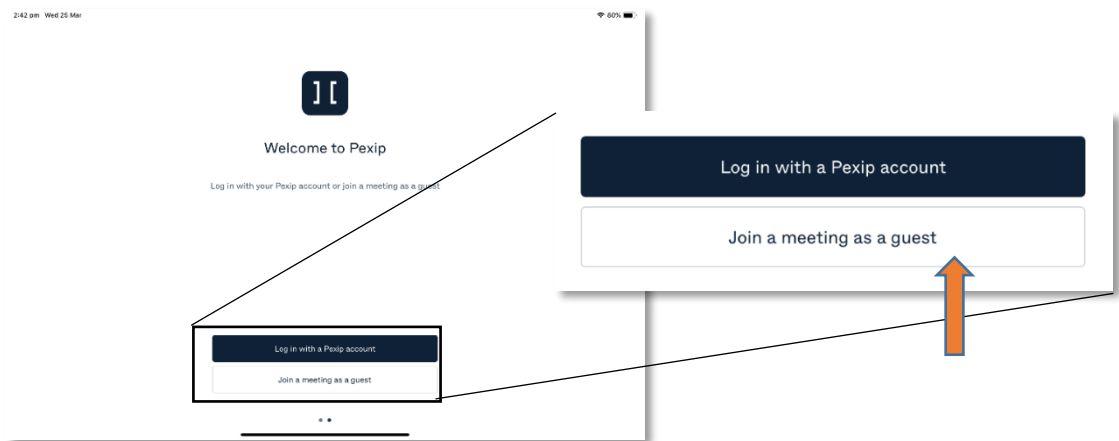 2:42 pm Wed 25 Mar
80%
Welcome to Pexip
Log in with your Pexip account or join a meeting as a guest
Log in with a Pexip account
Join a meeting as a guest
Log in with a Pexip account
Join a meeting as a guest